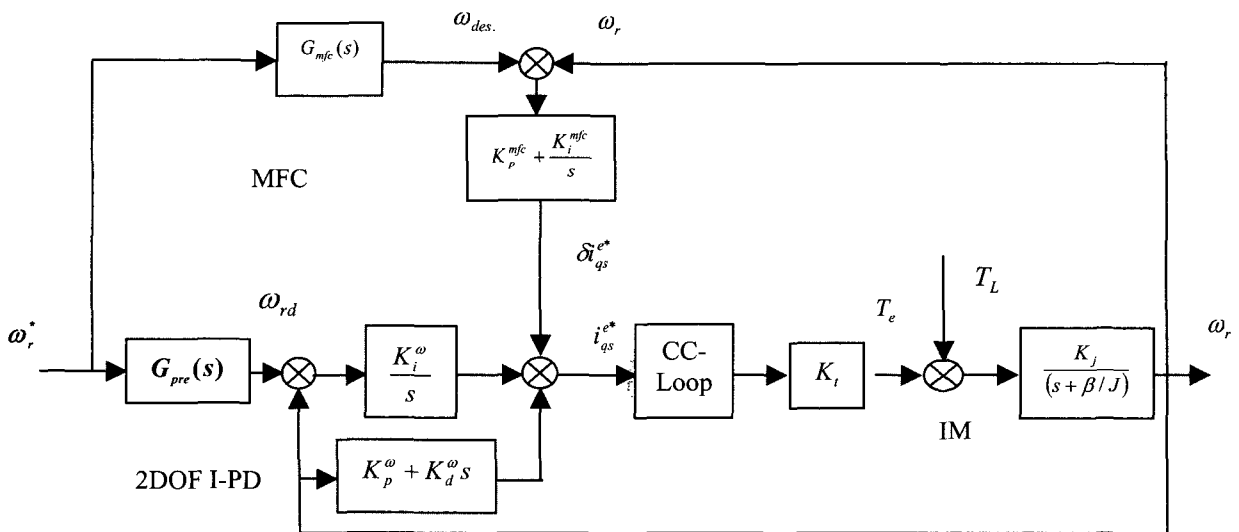 ω_des. ω_r
G_mfc(s)
K_p^mfc + K_i^mfc / s
MFC
δi_qs^e*
T_L
ω_rd
T_e
ω_r^* i_qs^e* ω_r
G_pre(s)
K_i^ω / s
CC-
Loop
K_t
K_j / (s + β / J)
IM
2DOF I-PD
K_p^ω + K_d^ω s